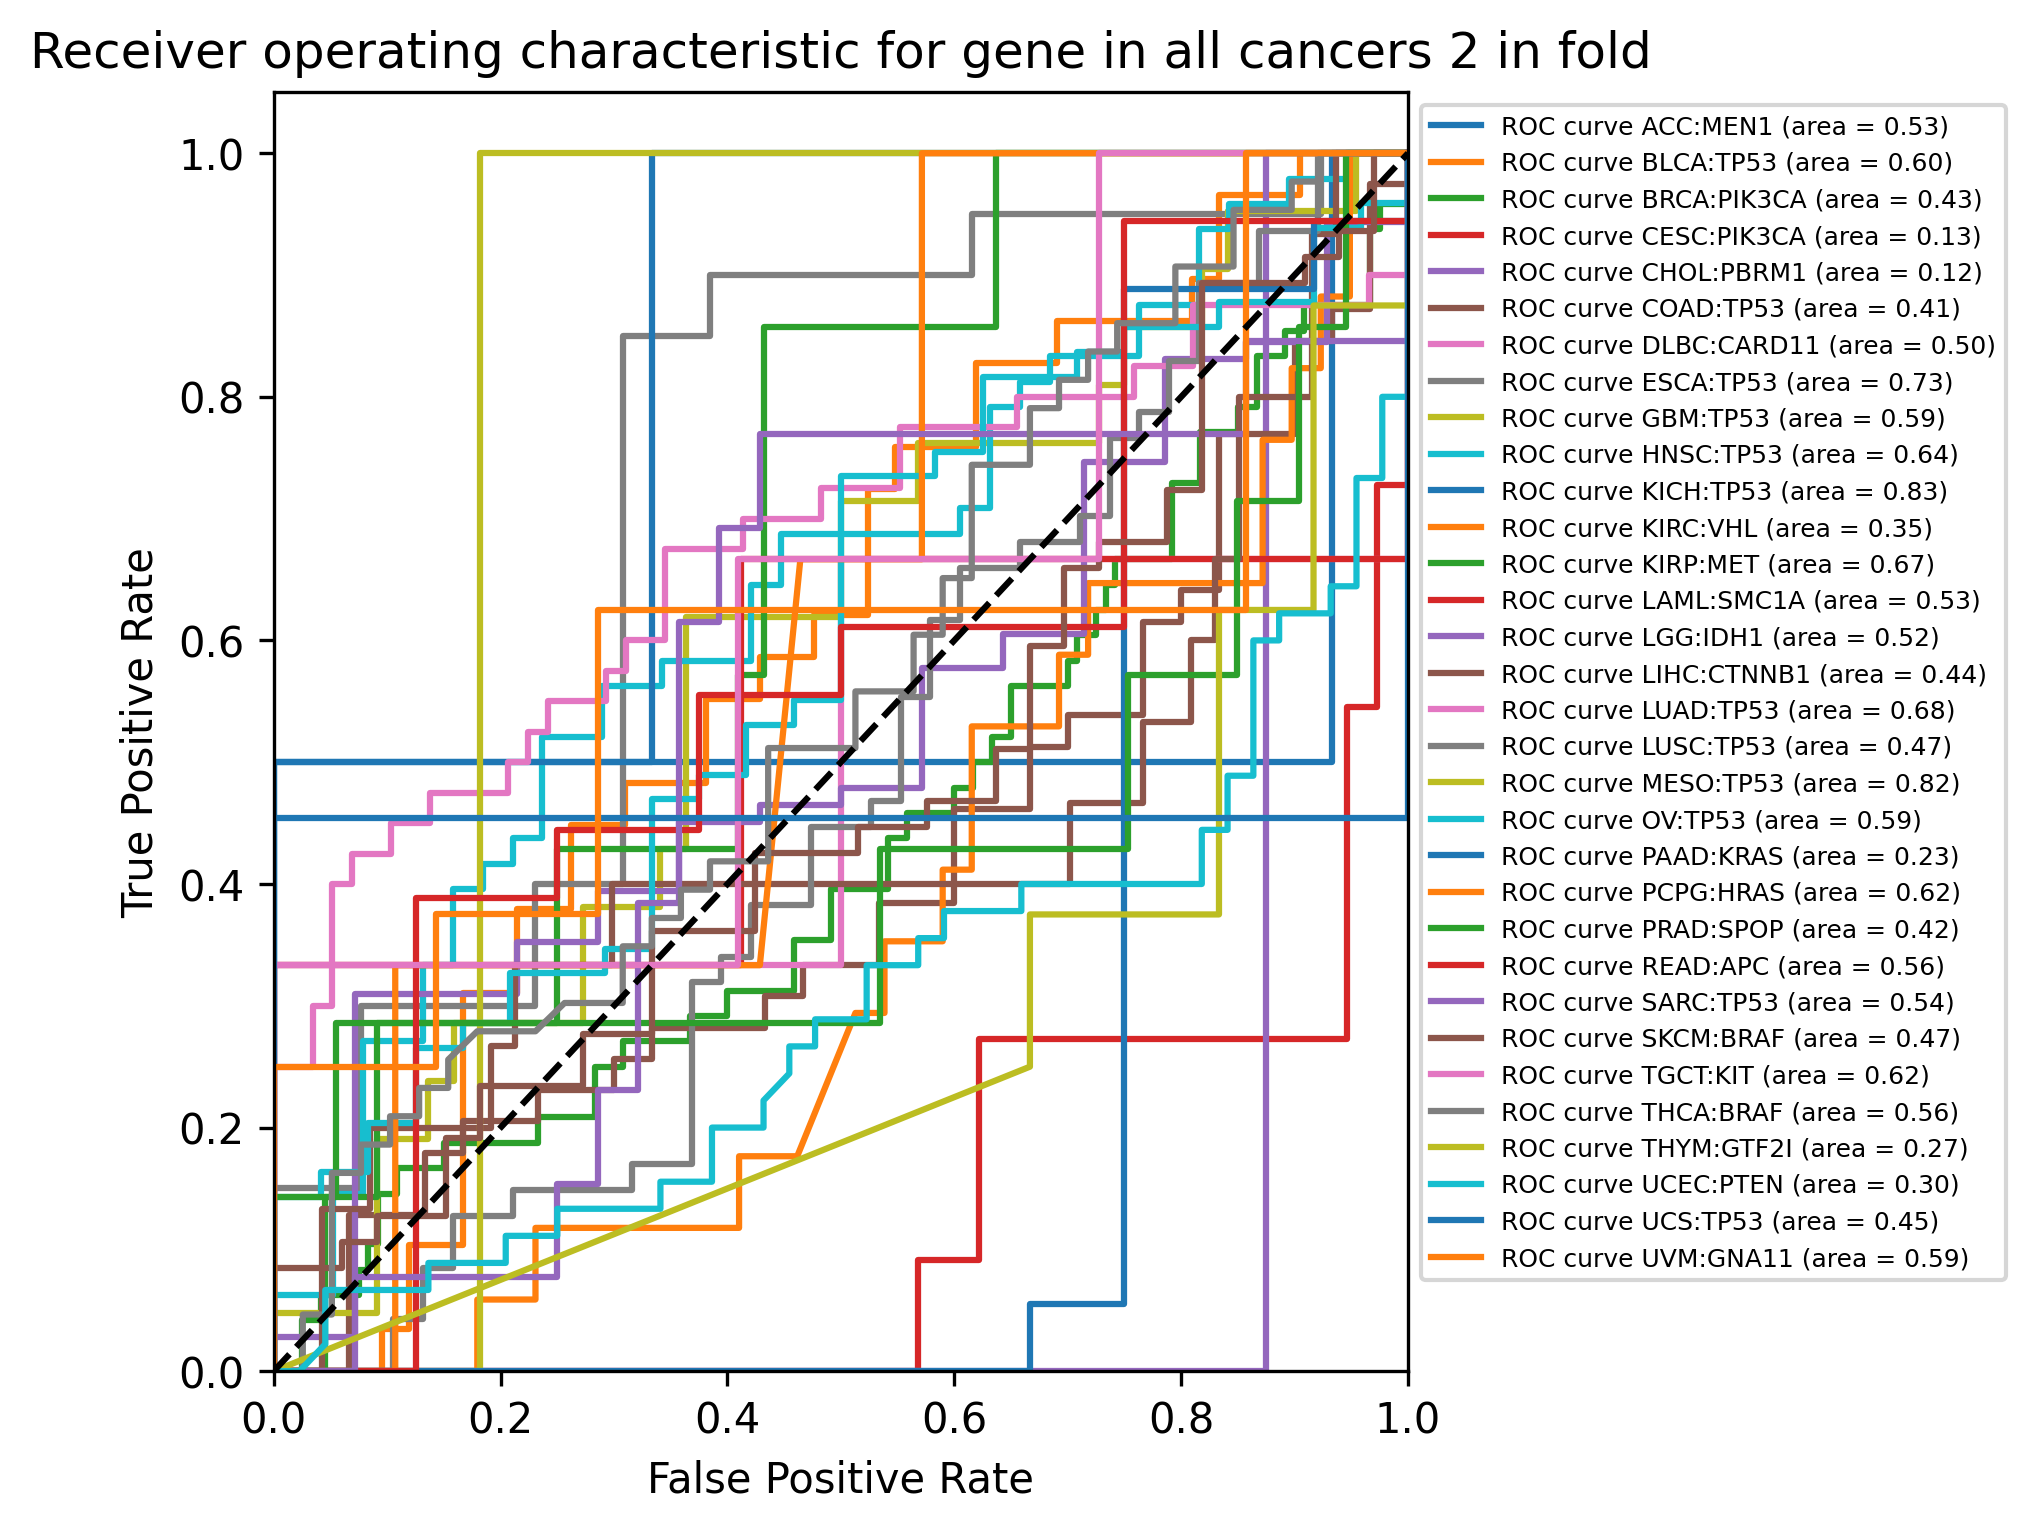 Receiver operating characteristic for gene in all cancers 2 in fold
True Positive Rate
1.0
0.8
0.6
0.4
0.2
0.0
0.0 0.2 0.4 0.6 0.8 1.0
False Positive Rate
ROC curve ACC:MEN1 (area = 0.53)
ROC curve BLCA:TP53 (area = 0.60)
ROC curve BRCA:PIK3CA (area = 0.43)
ROC curve CESC:PIK3CA (area = 0.13)
ROC curve CHOL:PBRM1 (area = 0.12)
ROC curve COAD:TP53 (area = 0.41)
ROC curve DLBC:CARD11 (area = 0.50)
ROC curve ESCA:TP53 (area = 0.73)
ROC curve GBM:TP53 (area = 0.59)
ROC curve HNSC:TP53 (area = 0.64)
ROC curve KICH:TP53 (area = 0.83)
ROC curve KIRC:VHL (area = 0.35)
ROC curve KIRP:MET (area = 0.67)
ROC curve LAML:SMC1A (area = 0.53)
ROC curve LGG:IDH1 (area = 0.52)
ROC curve LIHC:CTNNB1 (area = 0.44)
ROC curve LUAD:TP53 (area = 0.68)
ROC curve LUSC:TP53 (area = 0.47)
ROC curve MESO:TP53 (area = 0.82)
ROC curve OV:TP53 (area = 0.59)
ROC curve PAAD:KRAS (area = 0.23)
ROC curve PCPG:HRAS (area = 0.62)
ROC curve PRAD:SPOP (area = 0.42)
ROC curve READ:APC (area = 0.56)
ROC curve SARC:TP53 (area = 0.54)
ROC curve SKCM:BRAF (area = 0.47)
ROC curve TGCT:KIT (area = 0.62)
ROC curve THCA:BRAF (area = 0.56)
ROC curve THYM:GTF2I (area = 0.27)
ROC curve UCEC:PTEN (area = 0.30)
ROC curve UCS:TP53 (area = 0.45)
ROC curve UVM:GNA11 (area = 0.59)